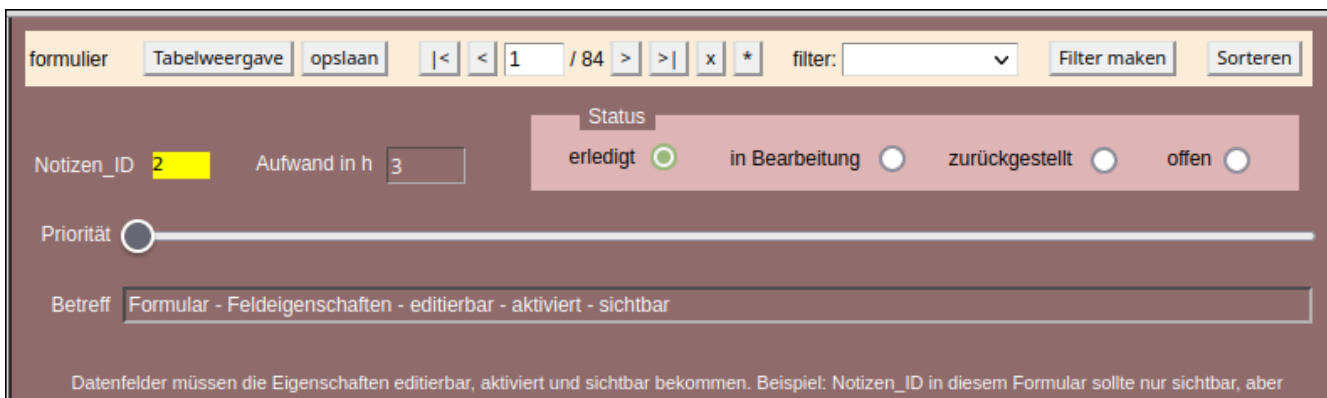 formulier Tabelweergave opslaan |< < 1 / 84 > >| x * filter: Filter maken Sorteren
Status
Notizen_ID 2 Aufwand in h 3 erledigt in Bearbeitung zurückgestellt offen
Priorität
Betreff Formular - Feldeigenschaften - editierbar - aktiviert - sichtbar
Datenfelder müssen die Eigenschaften editierbar, aktiviert und sichtbar bekommen. Beispiel: Notizen_ID in diesem Formular sollte nur sichtbar, aber